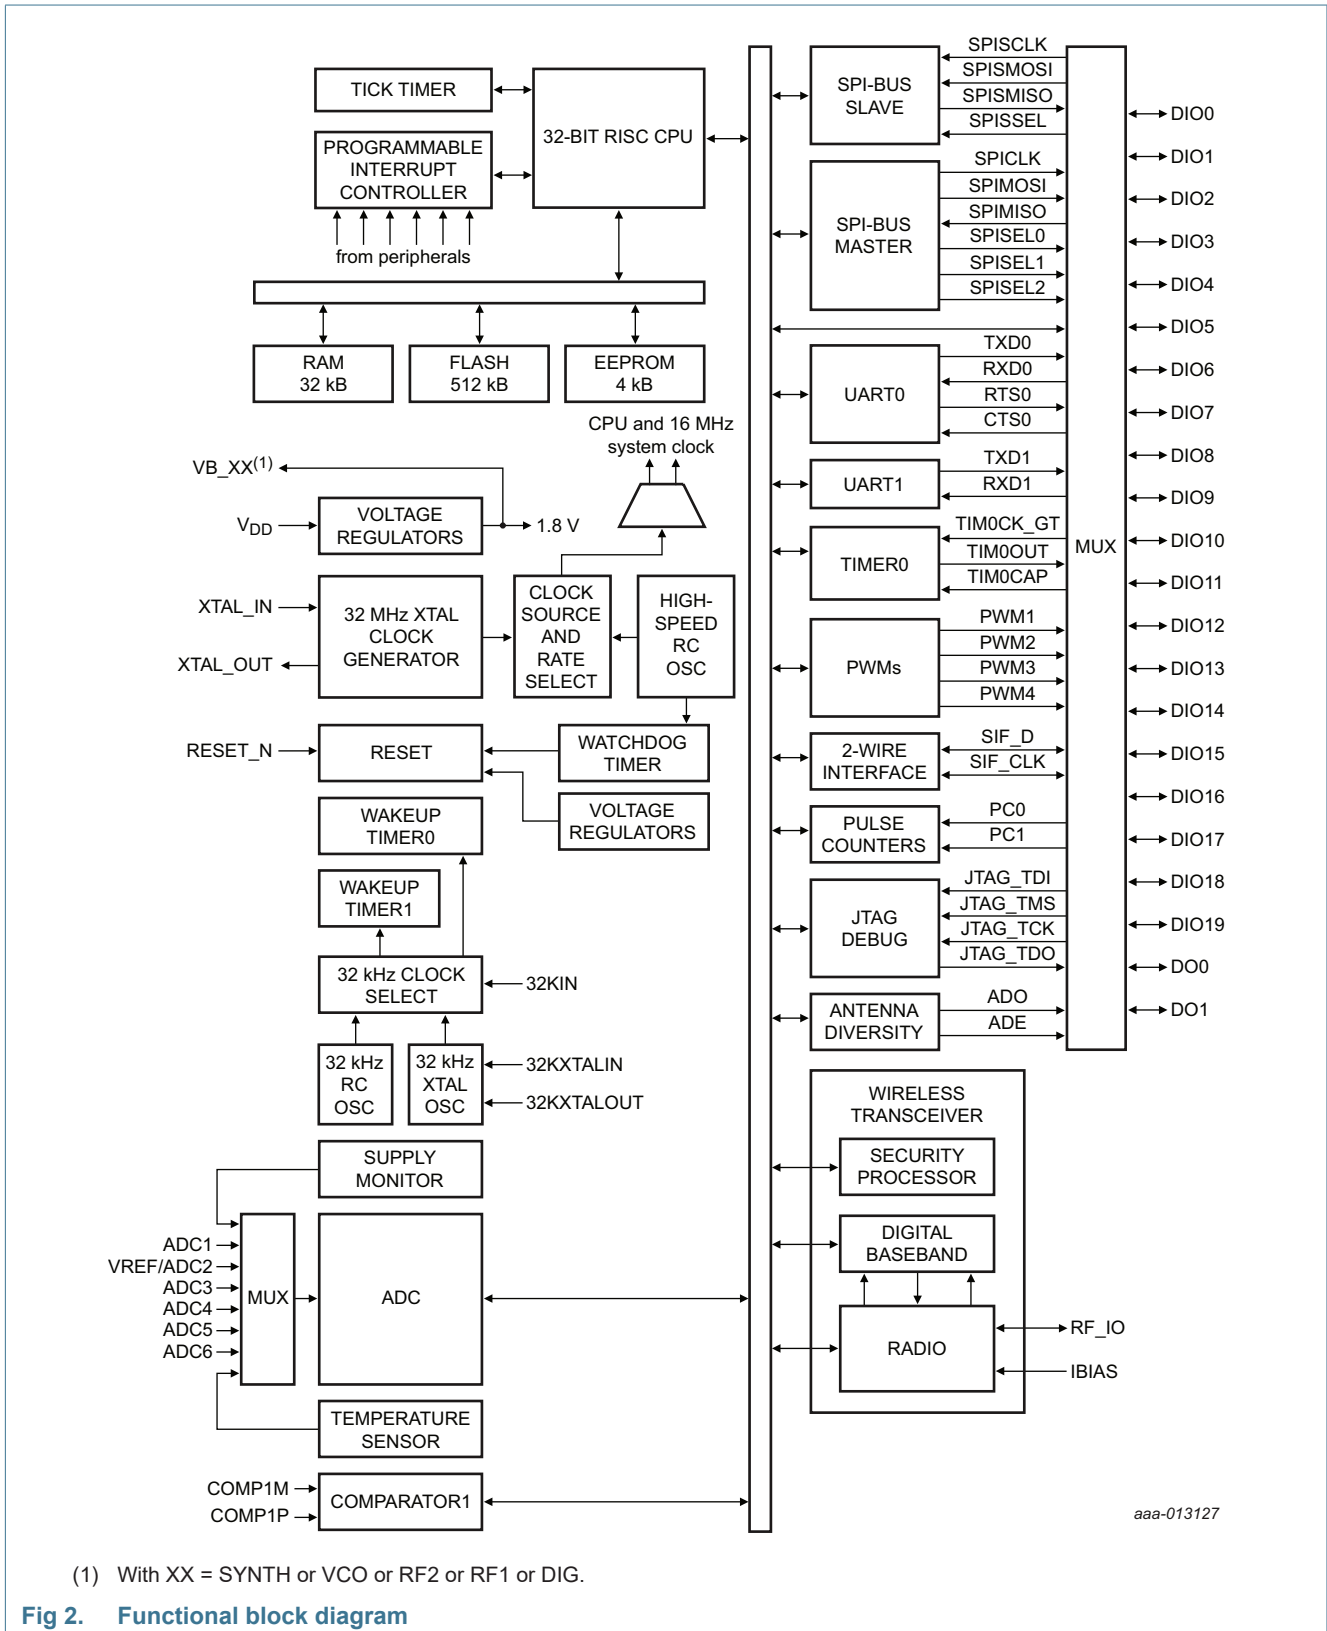 TICK TIMER
32-BIT RISC CPU
PROGRAMMABLE
INTERRUPT
CONTROLLER
from peripherals
RAM
32 kB
FLASH
512 kB
EEPROM
4 kB
CPU and 16 MHz
system clock
VB_XX(1)
VDD
VOLTAGE
REGULATORS
1.8 V
XTAL_IN
XTAL_OUT
32 MHz XTAL
CLOCK
GENERATOR
CLOCK
SOURCE
AND
RATE
SELECT
HIGH-
SPEED
RC
OSC
RESET_N
RESET
WATCHDOG
TIMER
WAKEUP
TIMER0
VOLTAGE
REGULATORS
WAKEUP
TIMER1
32 kHz CLOCK
SELECT
32KIN
32 kHz
RC
OSC
32 kHz
XTAL
OSC
32KXTALIN
32KXTALOUT
SUPPLY
MONITOR
ADC1
VREF/ADC2
ADC3
ADC4
ADC5
ADC6
MUX
ADC
TEMPERATURE
SENSOR
COMP1M
COMP1P
COMPARATOR1
SPI-BUS
SLAVE
SPISCLK
SPISMOSI
SPISMISO
SPISSEL
SPI-BUS
MASTER
SPICLK
SPIMOSI
SPIMISO
SPISEL0
SPISEL1
SPISEL2
UART0
TXD0
RXD0
RTS0
CTS0
UART1
TXD1
RXD1
TIMER0
TIM0CK_GT
TIM0OUT
TIM0CAP
PWMs
PWM1
PWM2
PWM3
PWM4
2-WIRE
INTERFACE
SIF_D
SIF_CLK
PULSE
COUNTERS
PC0
PC1
JTAG
DEBUG
JTAG_TDI
JTAG_TMS
JTAG_TCK
JTAG_TDO
ANTENNA
DIVERSITY
ADO
ADE
MUX
DIO0
DIO1
DIO2
DIO3
DIO4
DIO5
DIO6
DIO7
DIO8
DIO9
DIO10
DIO11
DIO12
DIO13
DIO14
DIO15
DIO16
DIO17
DIO18
DIO19
DO0
DO1
WIRELESS
TRANSCEIVER
SECURITY
PROCESSOR
DIGITAL
BASEBAND
RADIO
RF_IO
IBIAS
aaa-013127
(1) With XX = SYNTH or VCO or RF2 or RF1 or DIG.
Fig 2. Functional block diagram